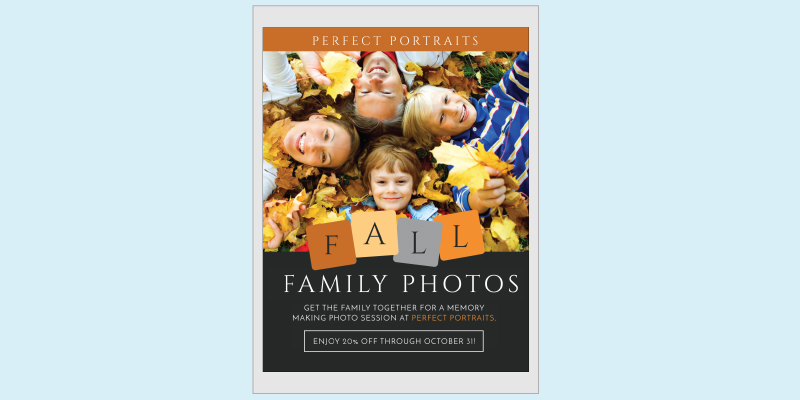 PERFECT PORTRAITS
FALL
FAMILY PHOTOS
GET THE FAMILY TOGETHER FOR A MEMORY
MAKING PHOTO SESSION AT PERFECT PORTRAITS.
ENJOY 20% OFF THROUGH OCTOBER 31!